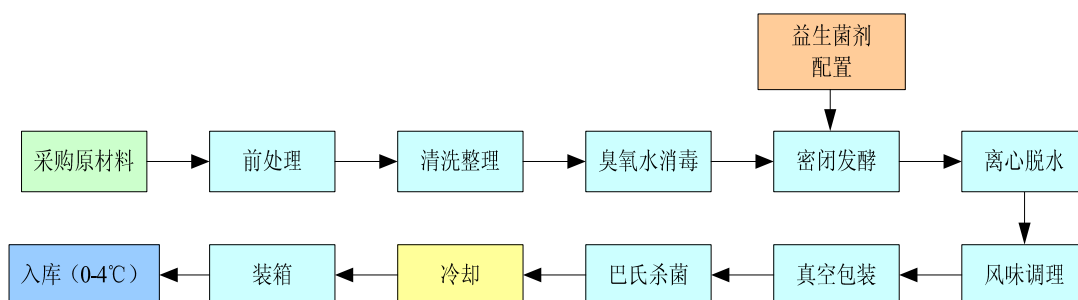 益生菌剂
配置
采购原材料
前处理
清洗整理
臭氧水消毒
密闭发酵
离心脱水
入库（0-4℃）
装箱
冷却
巴氏杀菌
真空包装
风味调理